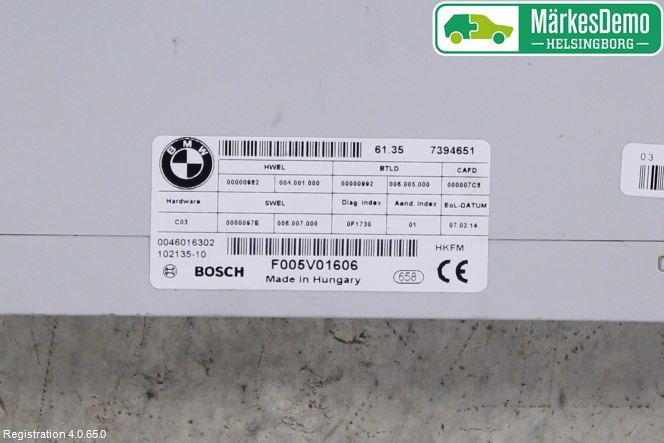 MärkesDemo
HELSINGBORG
BMW
61.35 7394651
HWEL BTLD CAFD
00000982 004.001.000 00000992 006.005.000 000007C8
Hardware SWEL Diag. Index Aend. Index EoL-DATUM
C03 0000097E 006.007.000 0F1730 01 07.02.14
0046016302
102135-10
HKFM
BOSCH F005V01606
Made in Hungary
658
CE
03
Registration 4.0.65.0